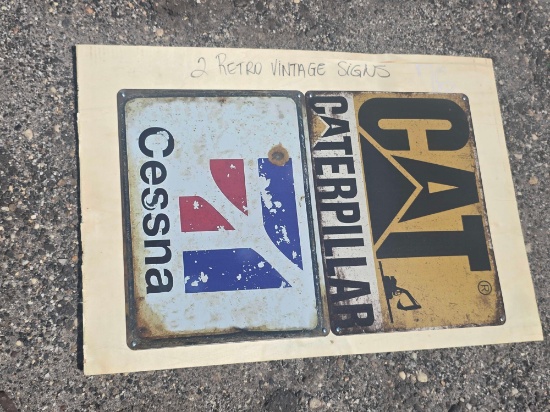 2 RETRO VINTAGE SIGNS
CAT
®
CATERPILLAR
Cessna